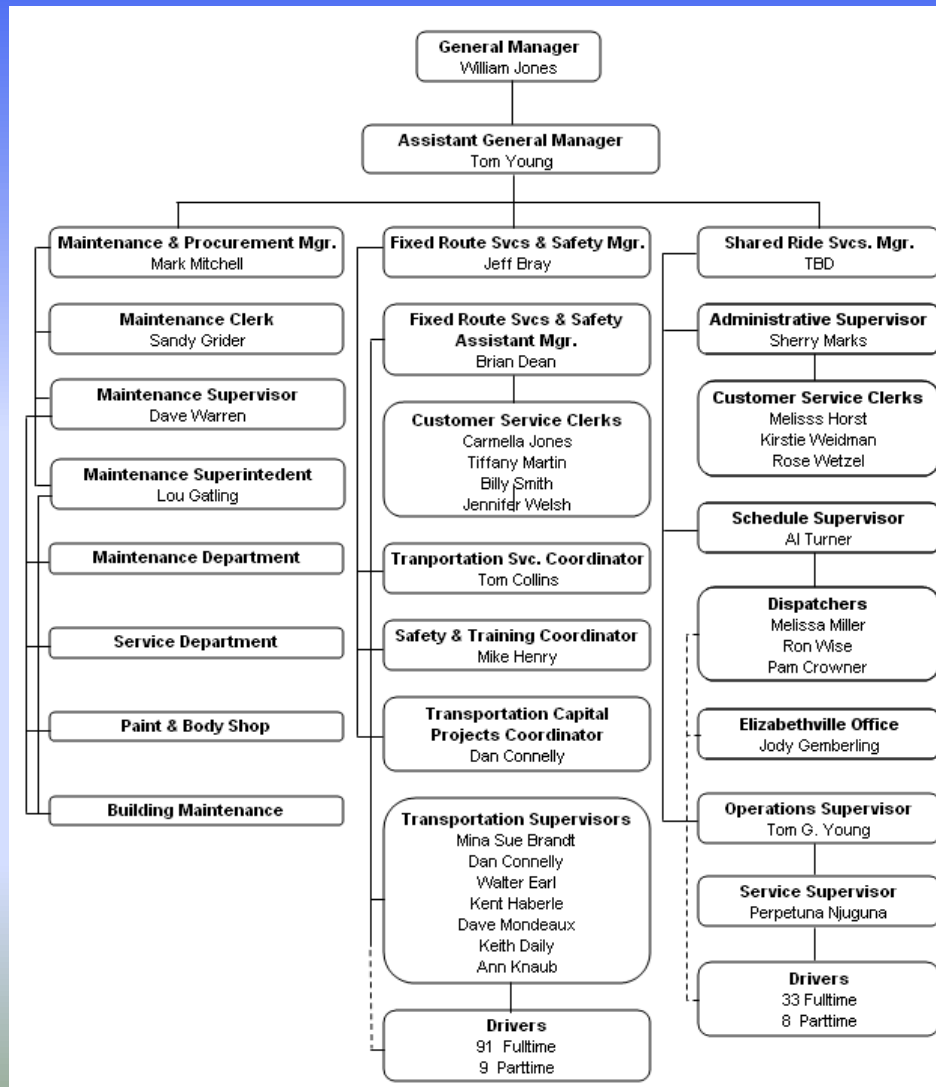 General Manager
William Jones
Assistant General Manager
Tom Young
Maintenance & Procurement Mgr.
Mark Mitchell
Maintenance Clerk
Sandy Grider
Maintenance Supervisor
Dave Warren
Maintenance Superintedent
Lou Gatling
Maintenance Department
Service Department
Paint & Body Shop
Building Maintenance
Fixed Route Svcs & Safety Mgr.
Jeff Bray
Fixed Route Svcs & Safety
Assistant Mgr.
Brian Dean
Customer Service Clerks
Carmella Jones
Tiffany Martin
Billy Smith
Jennifer Welsh
Tranportation Svc. Coordinator
Tom Collins
Safety & Training Coordinator
Mike Henry
Transportation Capital
Projects Coordinator
Dan Connelly
Transportation Supervisors
Mina Sue Brandt
Dan Connelly
Walter Earl
Kent Haberle
Dave Mondeaux
Keith Daily
Ann Knaub
Drivers
91 Fulltime
9 Parttime
Shared Ride Svcs. Mgr.
TBD
Administrative Supervisor
Sherry Marks
Customer Service Clerks
Melisss Horst
Kirstie Weidman
Rose Wetzel
Schedule Supervisor
Al Turner
Dispatchers
Melissa Miller
Ron Wise
Pam Crowner
Elizabethville Office
Jody Gemberling
Operations Supervisor
Tom G. Young
Service Supervisor
Perpetuna Njuguna
Drivers
33 Fulltime
8 Parttime